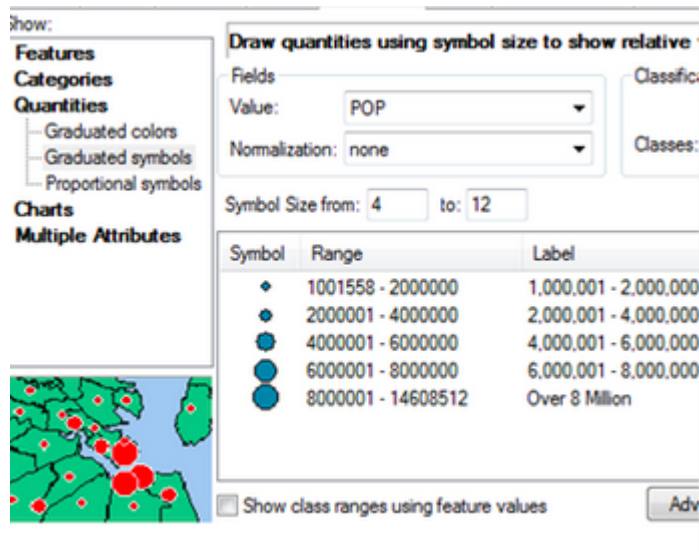 Show:
Features
Categories
Quantities
Graduated colors
Graduated symbols
Proportional symbols
Charts
Multiple Attributes
Draw quantities using symbol size to show relative
Fields
Value: POP
Normalization: none
Classes:
Symbol Size from: 4 to: 12
Symbol Range Label
1001558 - 2000000 1,000,001 - 2,000,000
2000001 - 4000000 2,000,001 - 4,000,000
4000001 - 6000000 4,000,001 - 6,000,000
6000001 - 8000000 6,000,001 - 8,000,000
8000001 - 14608512 Over 8 Million
Show class ranges using feature values